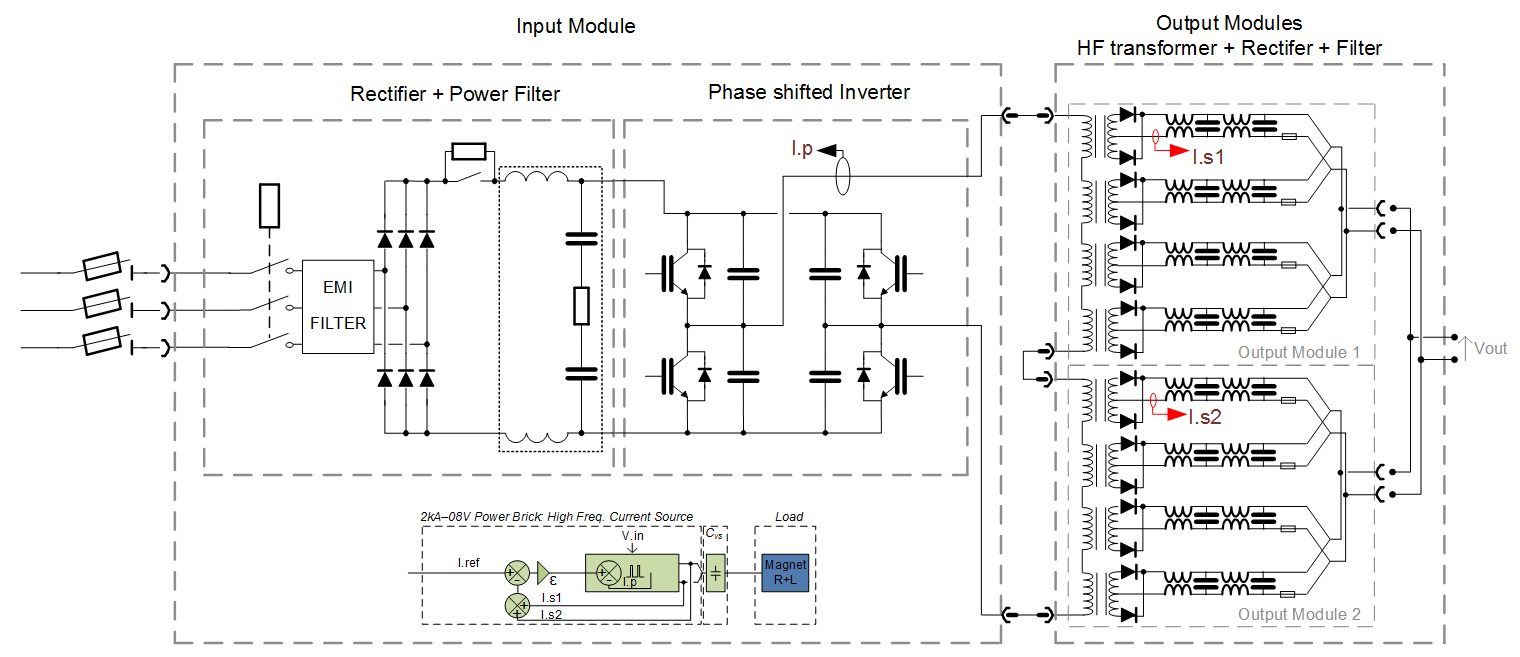 Input Module
Output Modules
HF transformer + Rectifer + Filter
Rectifier + Power Filter
Phase shifted Inverter
I.p
I.s1
EMI
FILTER
Output Module 1
Vout
I.s2
2kA–08V Power Brick: High Freq. Current Source
Cvs
Load
V.in
I.ref
ε
I.p
Magnet
R+L
I.s1
I.s2
Output Module 2